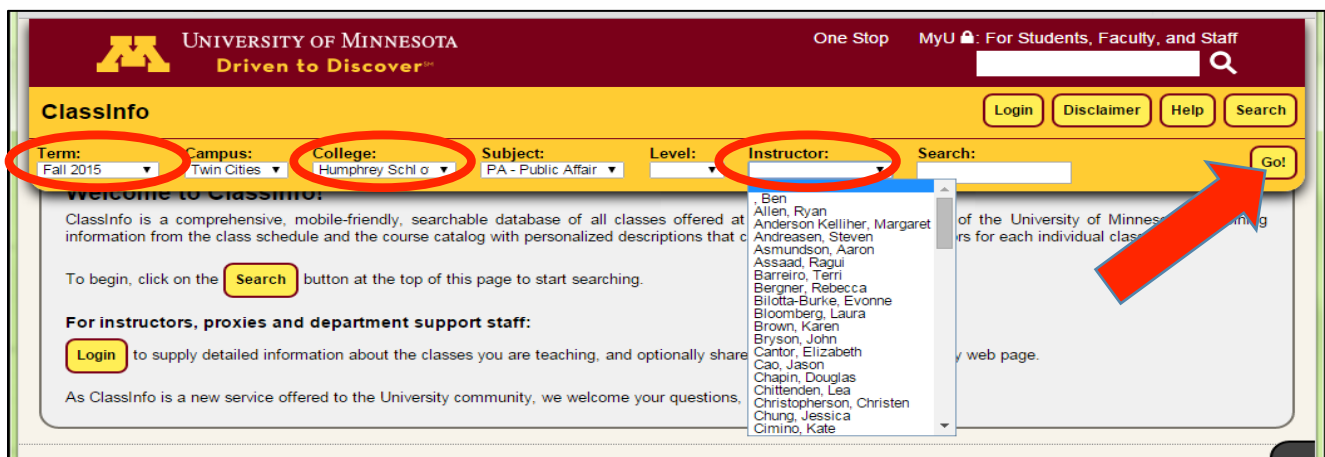 UNIVERSITY OF MINNESOTA
Driven to Discover℠
One Stop MyU : For Students, Faculty, and Staff
ClassInfo
Login Disclaimer Help Search
Term: Campus: College: Subject: Level: Instructor: Search:
Fall 2015 Twin Cities Humphrey Schl o PA - Public Affair
Go!
Welcome to ClassInfo!
ClassInfo is a comprehensive, mobile-friendly, searchable database of all classes offered at of the University of
information from the class schedule and the course catalog with personalized descriptions that for each individual
To begin, click on the Search button at the top of this page to start searching.
For instructors, proxies and department support staff:
Login to supply detailed information about the classes you are teaching, and optionally share web page.
As ClassInfo is a new service offered to the University community, we welcome your questions,
, Ben
Allen, Ryan
Anderson Kelliher, Margaret
Andreasen, Steven
Asmundson, Aaron
Assaad, Ragui
Barreiro, Terri
Bergner, Rebecca
Bilotta-Burke, Evonne
Bloomberg, Laura
Brown, Karen
Bryson, John
Cantor, Elizabeth
Cao, Jason
Chapin, Douglas
Chittenden, Lea
Christopherson, Christen
Chung, Jessica
Cimino, Kate